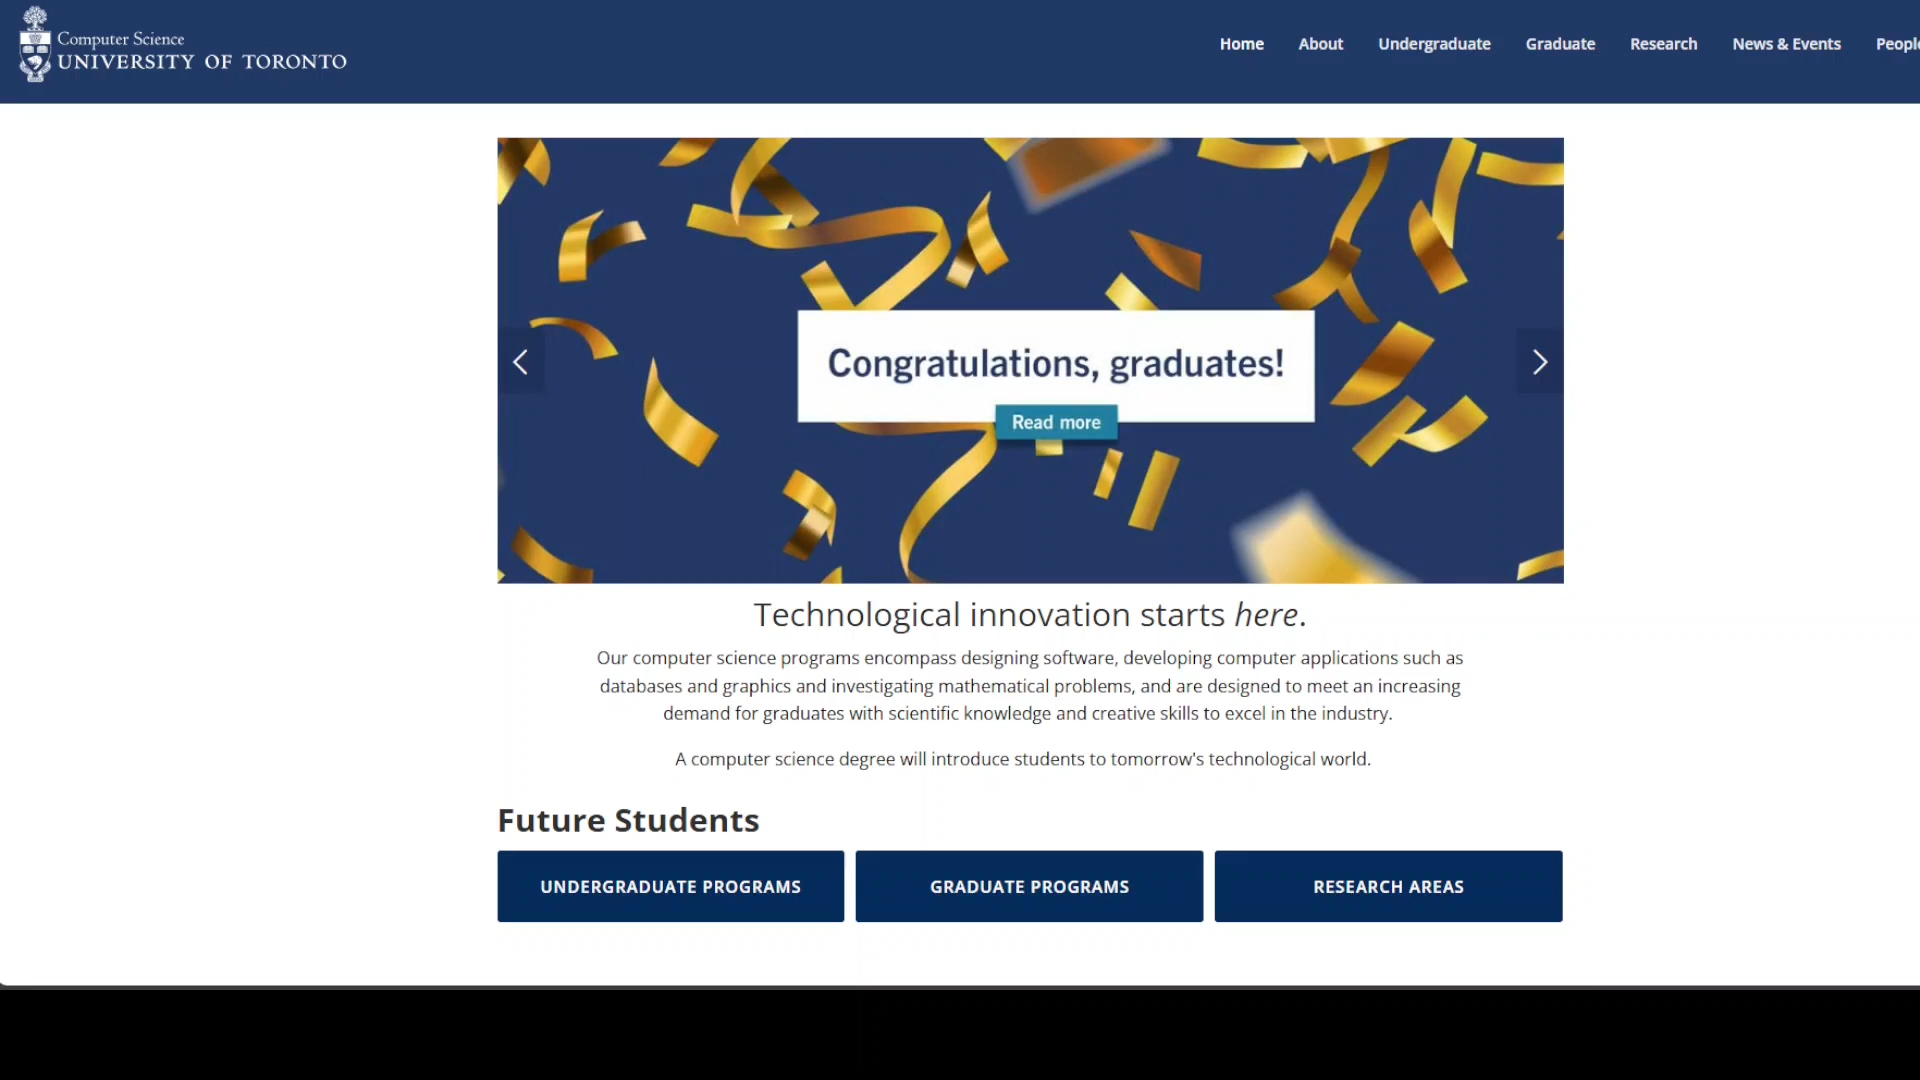 Computer Science
UNIVERSITY OF TORONTO
Home About Undergraduate Graduate Research News & Events
Congratulations, graduates!
Read more
Technological innovation starts here.
Our computer science programs encompass designing software, developing computer applications such as
databases and graphics and investigating mathematical problems, and are designed to meet an increasing
demand for graduates with scientific knowledge and creative skills to excel in the industry.
A computer science degree will introduce students to tomorrow's technological world.
Future Students
UNDERGRADUATE PROGRAMS GRADUATE PROGRAMS RESEARCH AREAS